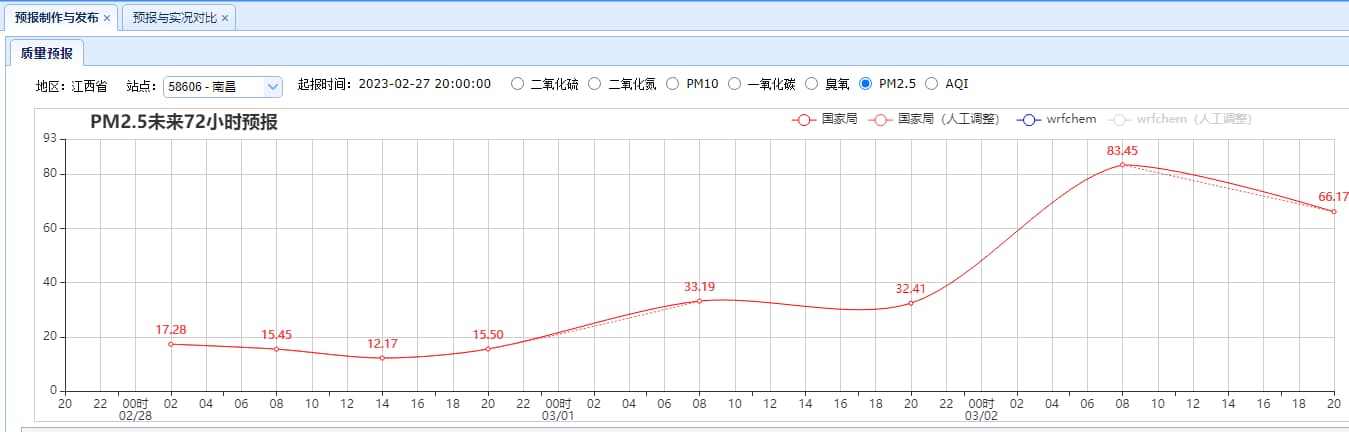 预报制作与发布 × 预报与实况对比 ×
质量预报
地区：江西省 站点：58606 - 南昌 起报时间：2023-02-27 20:00:00 二氧化硫 二氧化氮 PM10 一氧化碳 臭氧 PM2.5 AQI
PM2.5未来72小时预报 国家局 国家局（人工调整） wrfchem wrfchem（人工调整）
93
83.45
80
66.17
60
40
33.19 32.41
20
17.28 15.45 12.17 15.50
0
20 22 00时 02 04 06 08 10 12 14 16 18 20 22 00时 02 04 06 08 10 12 14 16 18 20 22 00时 02 04 06 08 10 12 14 16 18 20
02/28 03/01 03/02